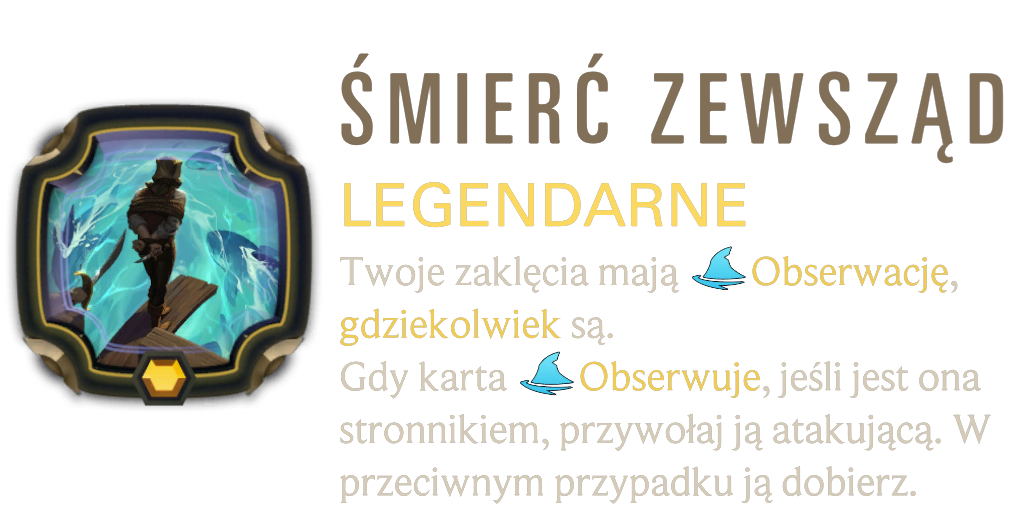 ŚMIERĆ ZEWSZĄD
LEGENDARNE
Twoje zaklęcia mają Obserwację,
gdziekolwiek są.
Gdy karta Obserwuje, jeśli jest ona
stronnikiem, przywołaj ją atakującą. W
przeciwnym przypadku ją dobierz.